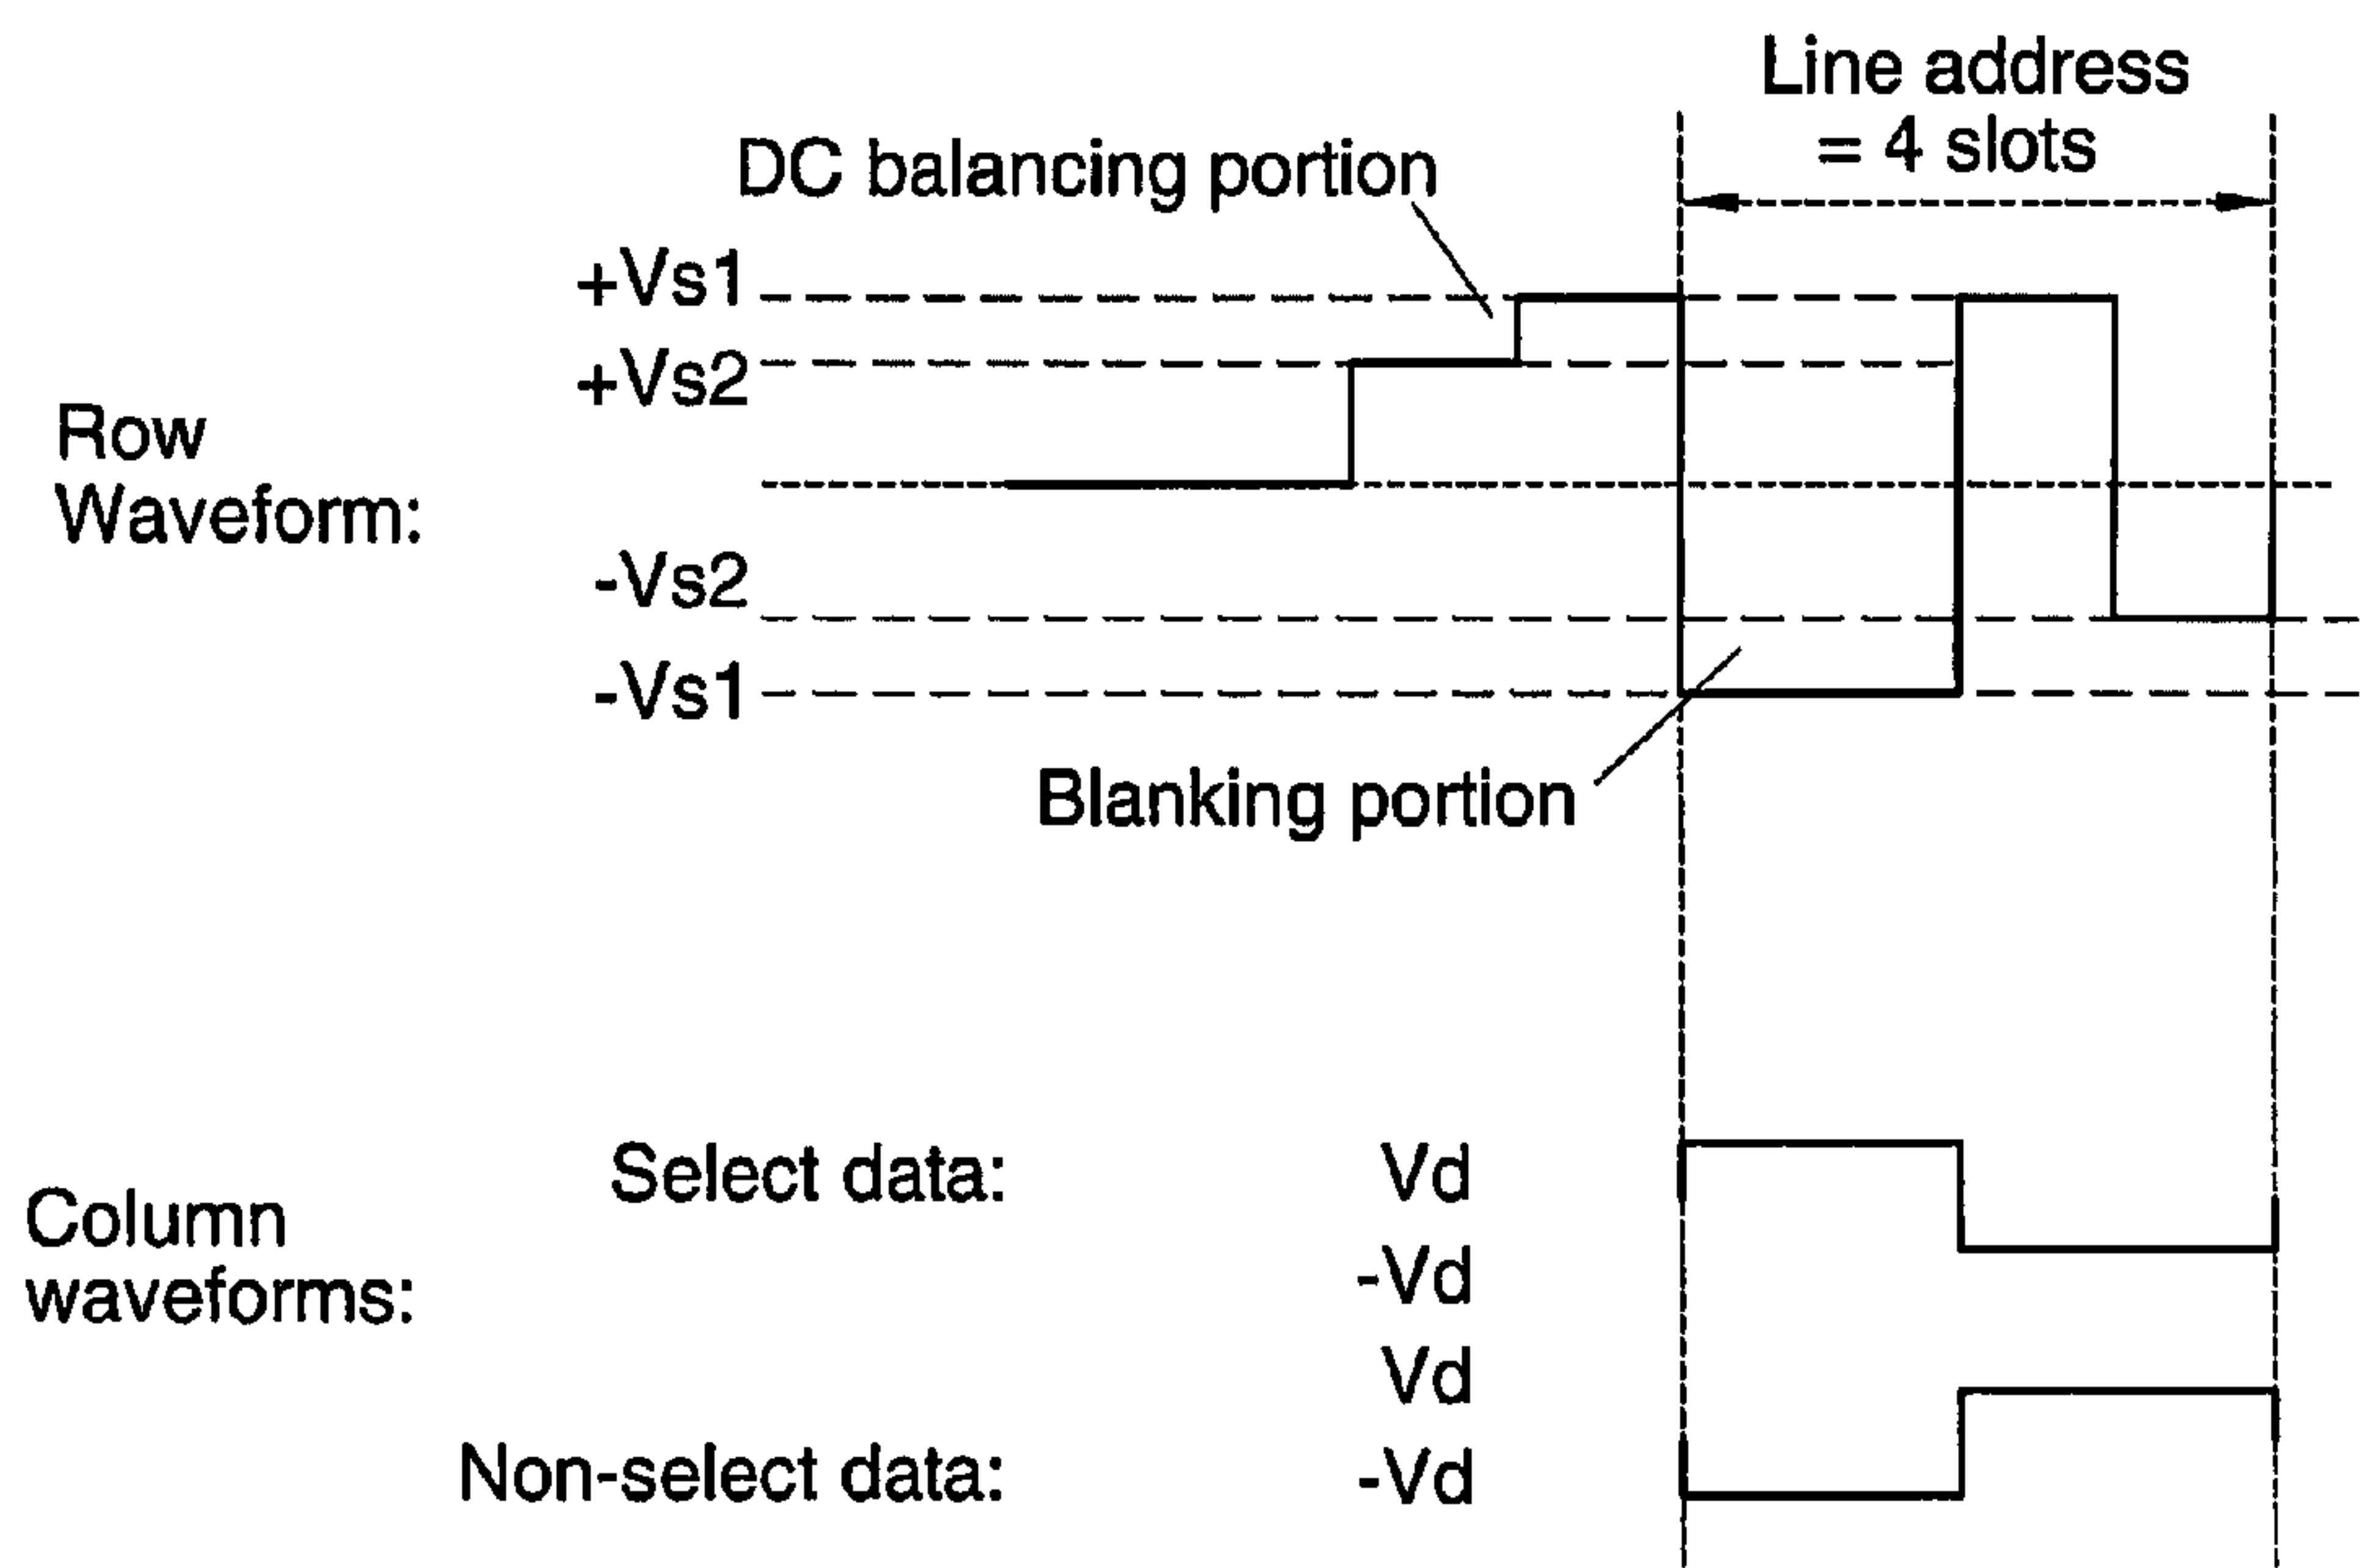 Line address
= 4 slots
DC balancing portion
+Vs1
+Vs2
Row
Waveform:
-Vs2
-Vs1
Blanking portion
Select data:
Vd
-Vd
Column
waveforms:
Vd
Non-select data:
-Vd